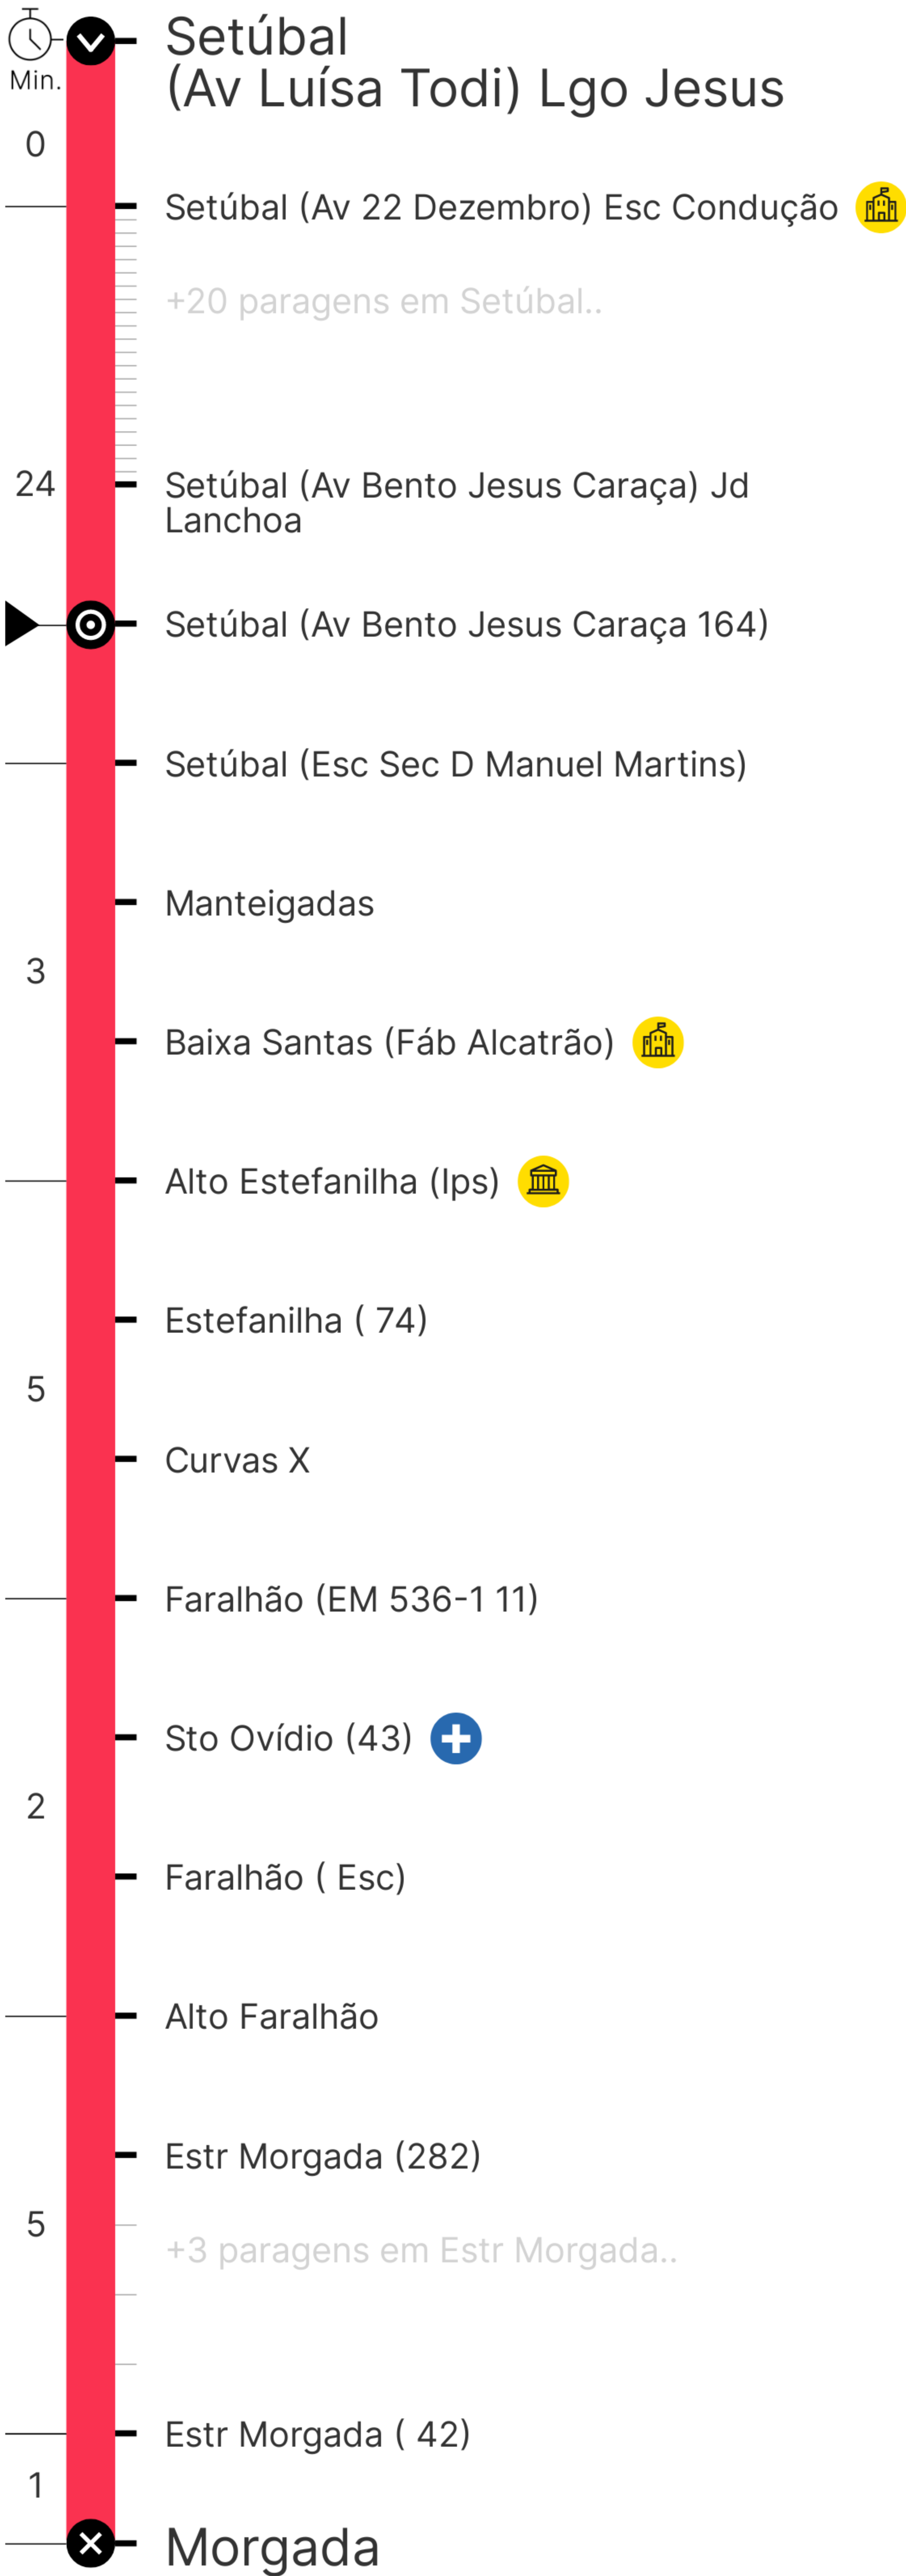 Setúbal
(Av Luísa Todi) Lgo Jesus
Min.
0
Setúbal (Av 22 Dezembro) Esc Condução
+20 paragens em Setúbal..
24
Setúbal (Av Bento Jesus Caraça) Jd
Lanchoa
Setúbal (Av Bento Jesus Caraça 164)
Setúbal (Esc Sec D Manuel Martins)
Manteigadas
3
Baixa Santas (Fáb Alcatrão)
Alto Estefanilha (Ips)
Estefanilha ( 74)
5
Curvas X
Faralhão (EM 536-1 11)
Sto Ovídio (43)
2
Faralhão ( Esc)
Alto Faralhão
Estr Morgada (282)
5
+3 paragens em Estr Morgada..
Estr Morgada ( 42)
1
Morgada